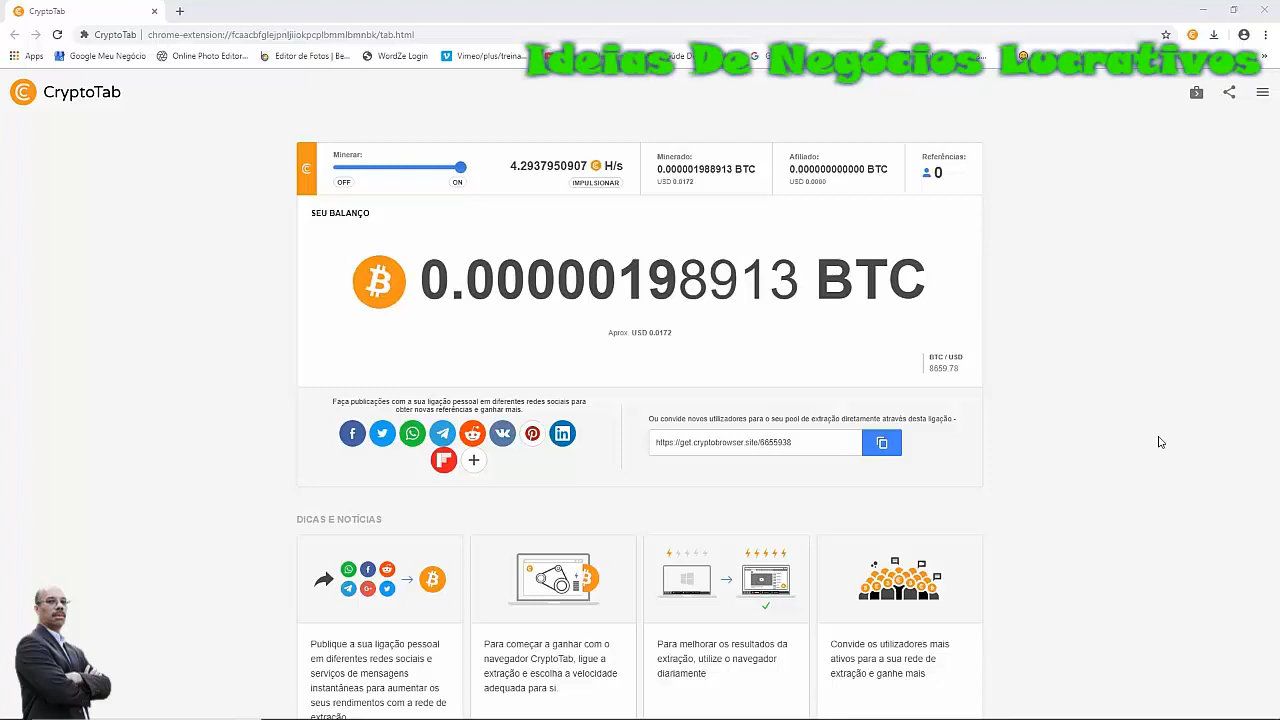 CryptoTab
CryptoTab | chrome-extension://fcaacbfglejpnljiiokpcplbmmlbmnbk/tab.html
Apps Google Meu Negócio Online Photo Editor... Editor de Fotos | Be... WordZe Login Vimeo/plus/treina...
Ideias De Negócios Lucrativos
CryptoTab
Minerar:
OFF ON
4.2937950907 H/s
IMPULSIONAR
Minerado:
0.000001988913 BTC
USD 0.0172
Afiliado:
0.000000000000 BTC
USD 0.0000
Referências:
0
SEU BALANÇO
0.000001988913 BTC
Aprox. USD 0.0172
BTC / USD
8659.78
Faça publicações com a sua ligação pessoal em diferentes redes sociais para
obter novas referências e ganhar mais.
Ou convide novos utilizadores para o seu pool de extração diretamente através desta ligação -
https://get.cryptobrowser.site/6655938
DICAS E NOTÍCIAS
Publique a sua ligação pessoal
em diferentes redes sociais e
serviços de mensagens
instantâneas para aumentar os
seus rendimentos com a rede de
extração
Para começar a ganhar com o
navegador CryptoTab, ligue a
extração e escolha a velocidade
adequada para si.
Para melhorar os resultados da
extração, utilize o navegador
diariamente
Convide os utilizadores mais
ativos para a sua rede de
extração e ganhe mais